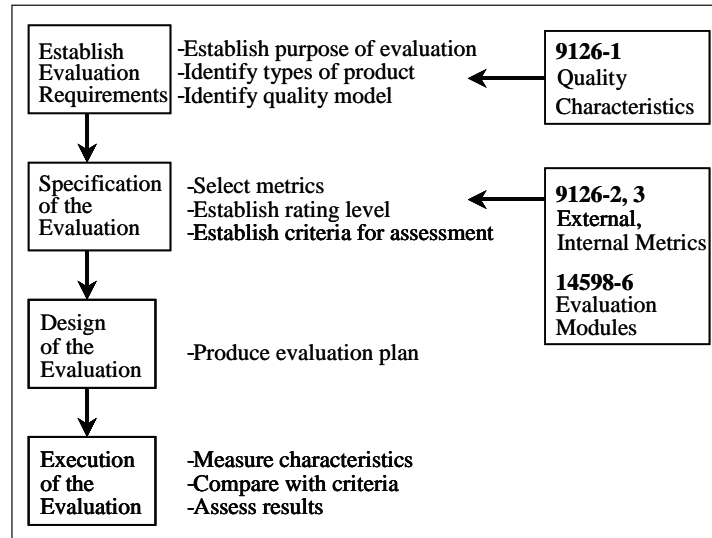 Establish
Evaluation
Requirements
-Establish purpose of evaluation
-Identify types of product
-Identify quality model
9126-1
Quality
Characteristics
Specification
of the
Evaluation
-Select metrics
-Establish rating level
-Establish criteria for assessment
9126-2, 3
External,
Internal Metrics
14598-6
Evaluation
Modules
Design
of the
Evaluation
-Produce evaluation plan
Execution
of the
Evaluation
-Measure characteristics
-Compare with criteria
-Assess results